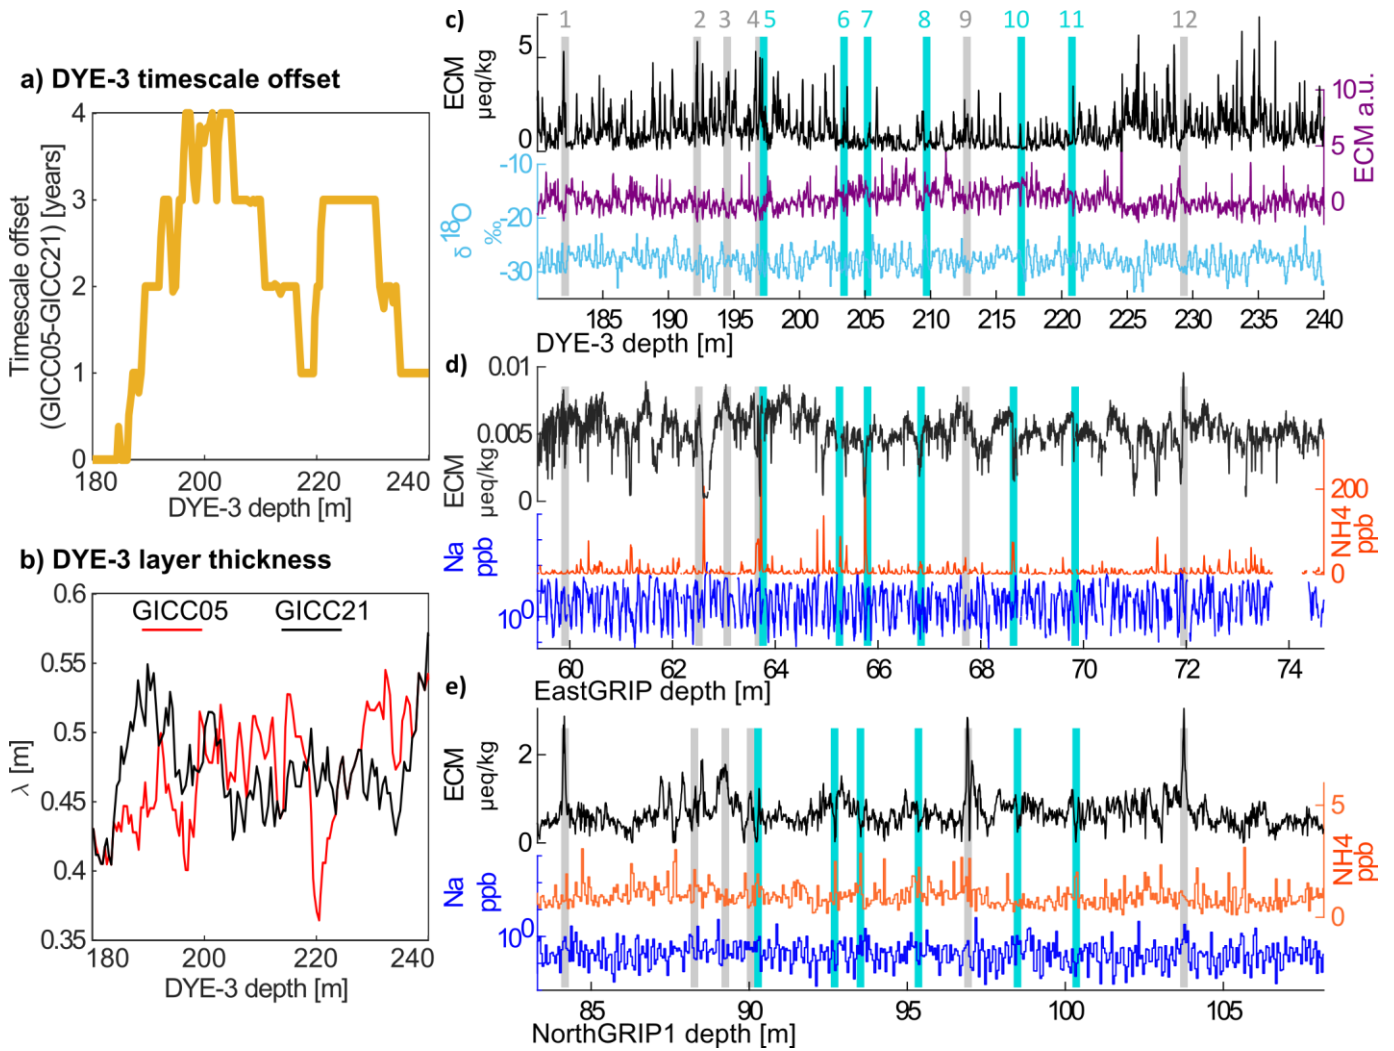 a) DYE-3 timescale offset
Timescale offset
(GICC05-GICC21) [years]
4
3
2
1
0
180
200
220
240
DYE-3 depth [m]
b) DYE-3 layer thickness
GICC05
GICC21
λ [m]
0.6
0.55
0.5
0.45
0.4
0.35
180
200
220
240
DYE-3 depth [m]
c)
1
2
3
4
5
6
7
8
9
10
11
12
ECM
µeq/kg
5
0
ECM a.u.
10
5
0
δ 18O
‰
-10
-20
-30
185
190
195
200
205
210
215
220
225
230
235
240
DYE-3 depth [m]
d)
ECM
µeq/kg
0.01
0.005
0
NH4
ppb
200
0
Na
ppb
10^0
60
62
64
66
68
70
72
74
EastGRIP depth [m]
e)
ECM
µeq/kg
2
0
NH4
ppb
5
0
Na
ppb
10^0
85
90
95
100
105
NorthGRIP1 depth [m]